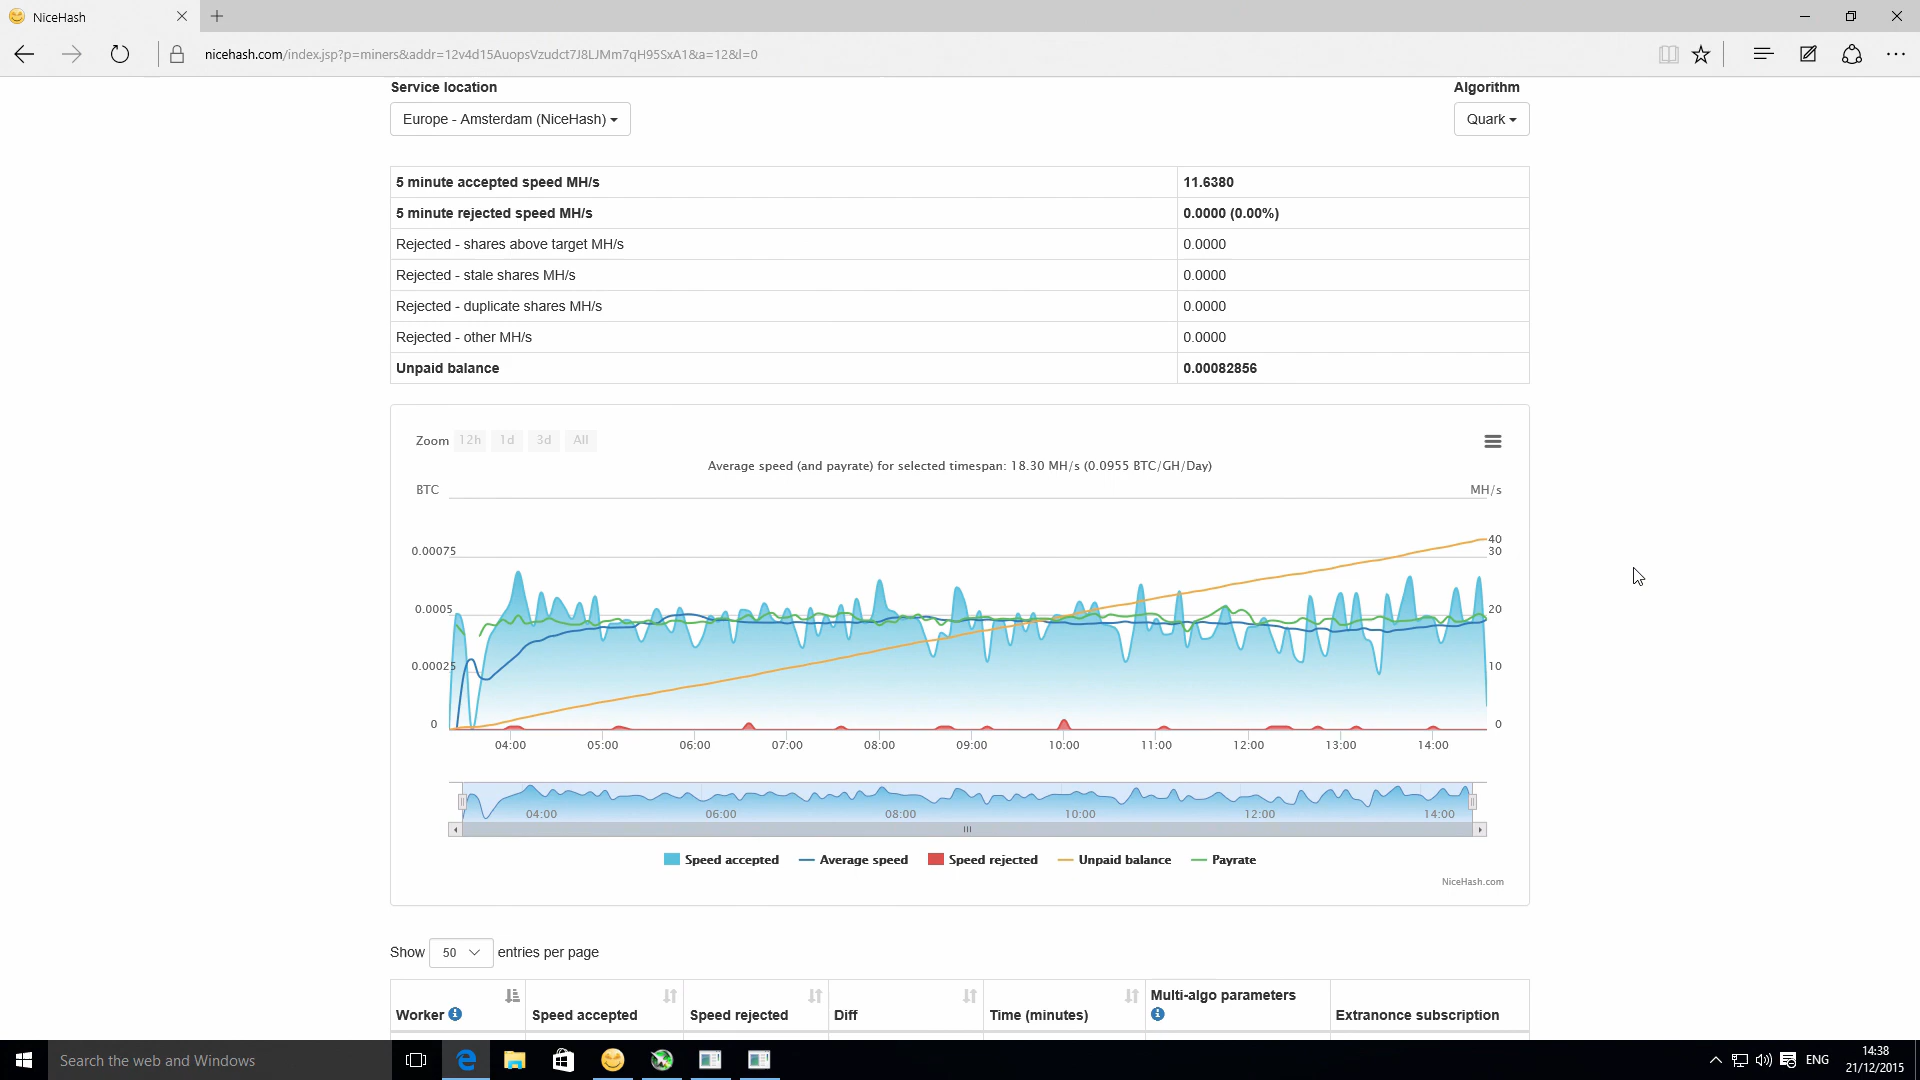 NiceHash
nicehash.com/index.jsp?p=miners&addr=12v4d15AuopsVzudct7J8LJMm7qH95SxA1&a=12&l=0
Service location
Algorithm
Europe - Amsterdam (NiceHash)
Quark
5 minute accepted speed MH/s 11.6380
5 minute rejected speed MH/s 0.0000 (0.00%)
Rejected - shares above target MH/s 0.0000
Rejected - stale shares MH/s 0.0000
Rejected - duplicate shares MH/s 0.0000
Rejected - other MH/s 0.0000
Unpaid balance 0.00082856
Zoom 12h 1d 3d All
Average speed (and payrate) for selected timespan: 18.30 MH/s (0.0955 BTC/GH/Day)
BTC
MH/s
40
0.00075
30
0.0005
20
0.00025
10
0
0
04:00 05:00 06:00 07:00 08:00 09:00 10:00 11:00 12:00 13:00 14:00
04:00 06:00 08:00 10:00 12:00 14:00
Speed accepted Average speed Speed rejected Unpaid balance Payrate
NiceHash.com
Show 50 entries per page
Worker Speed accepted Speed rejected Diff Time (minutes) Multi-algo parameters Extranonce subscription
Search the web and Windows
ENG
14:38
21/12/2015